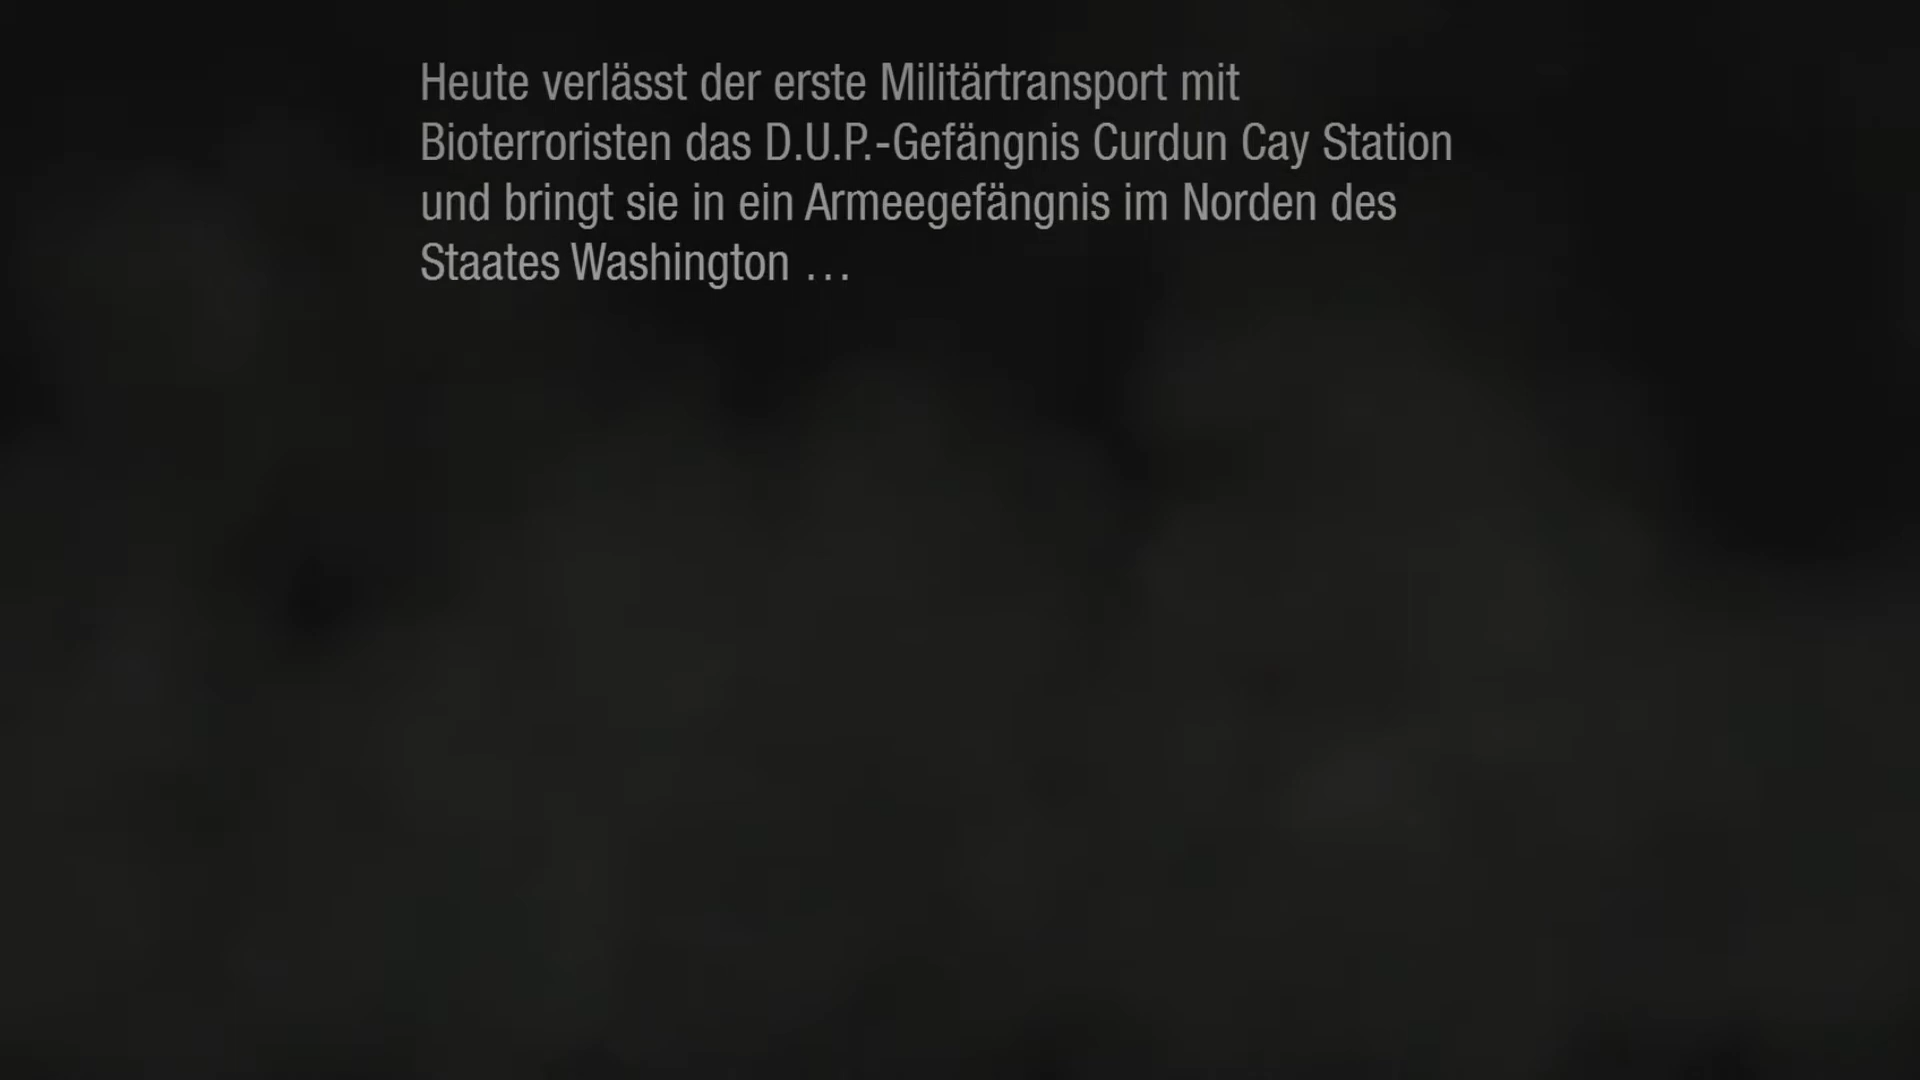 Heute verlässt der erste Militärtransport mit
Bioterroristen das D.U.P.-Gefängnis Curdun Cay Station
und bringt sie in ein Armeegefängnis im Norden des
Staates Washington …